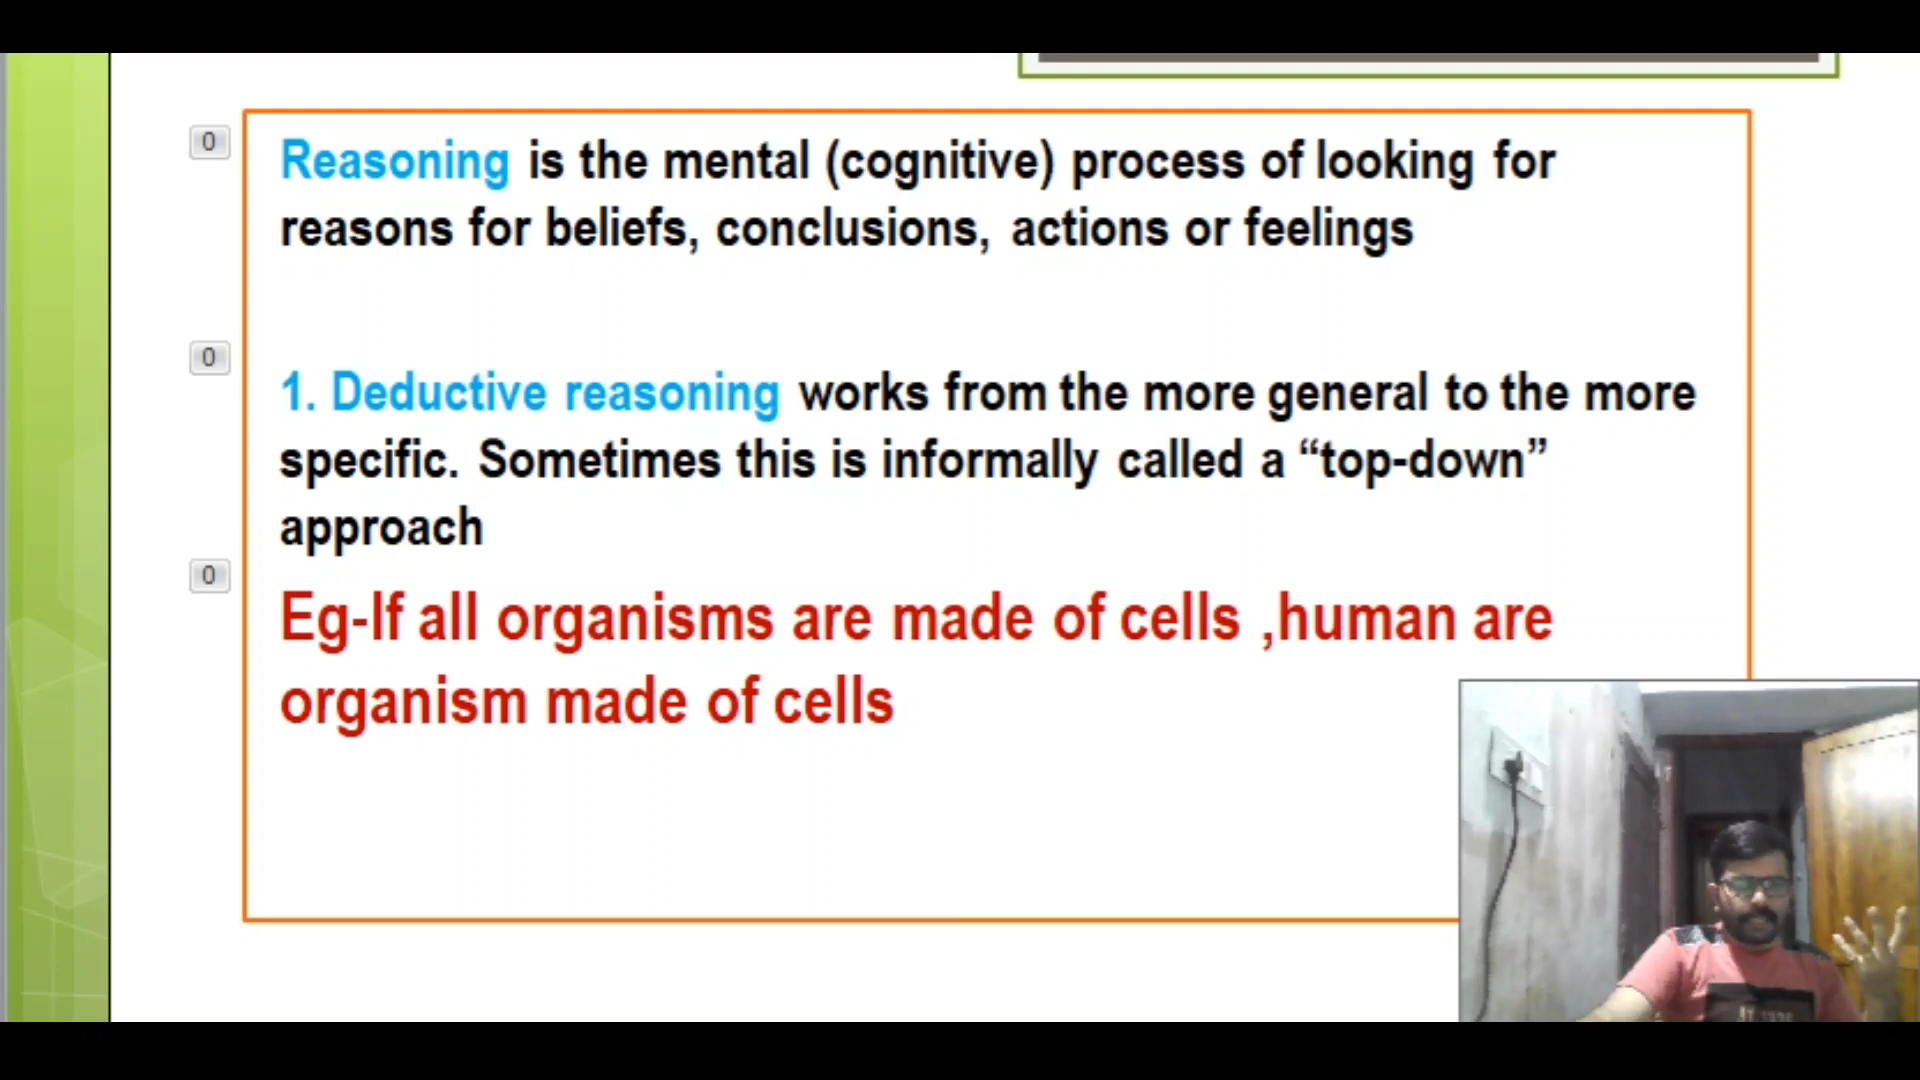 0
Reasoning is the mental (cognitive) process of looking for
reasons for beliefs, conclusions, actions or feelings
0
1. Deductive reasoning works from the more general to the more
specific. Sometimes this is informally called a “top-down”
approach
0
Eg-If all organisms are made of cells ,human are
organism made of cells